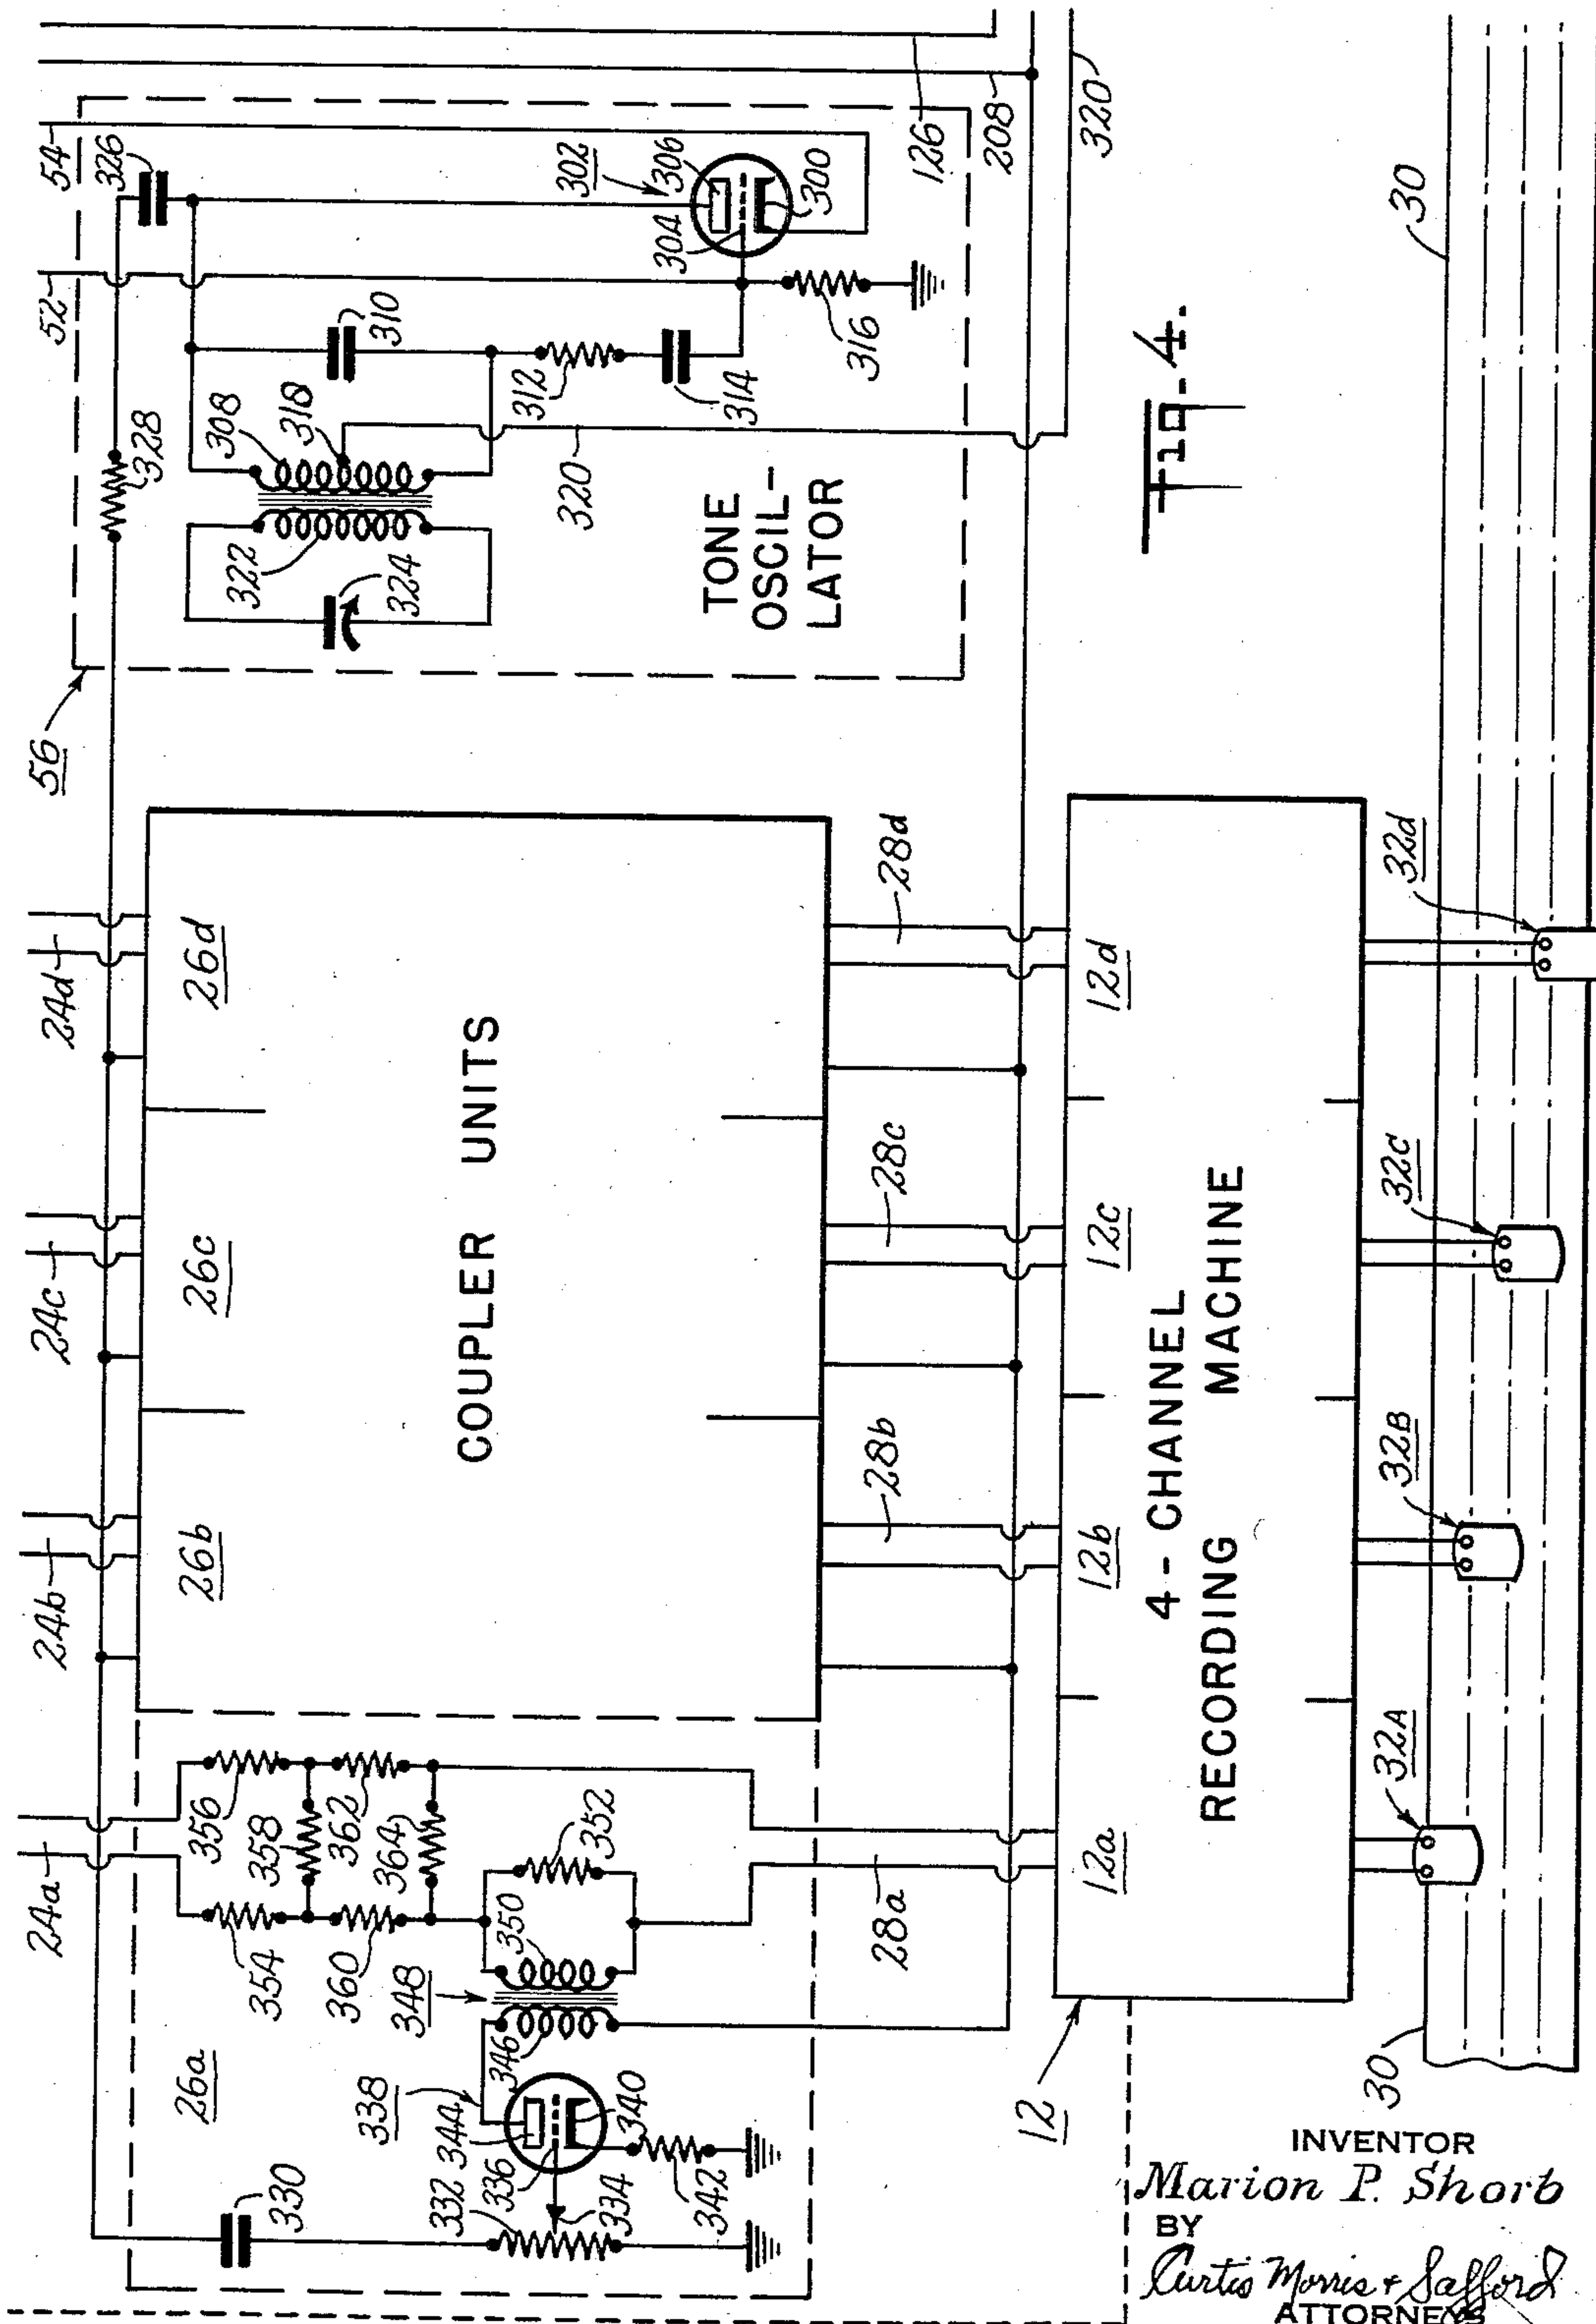 56
52
54
326
328
308
318
310
322
324
312
314
316
304
302
306
300
320
126
208
320
TONE
OSCIL-
LATOR
Fig. 4.
24a
24b
24c
24d
26a
26b
26c
26d
COUPLER UNITS
354
356
358
360
362
364
348
350
352
346
338
344
336
332
334
340
342
330
28a
28b
28c
28d
12
12a
12b
12c
12d
4 - CHANNEL
RECORDING MACHINE
32A
32B
32C
32d
30
30
INVENTOR
Marion P. Shorb
BY
Curtis Morris & Safford
ATTORNEYS